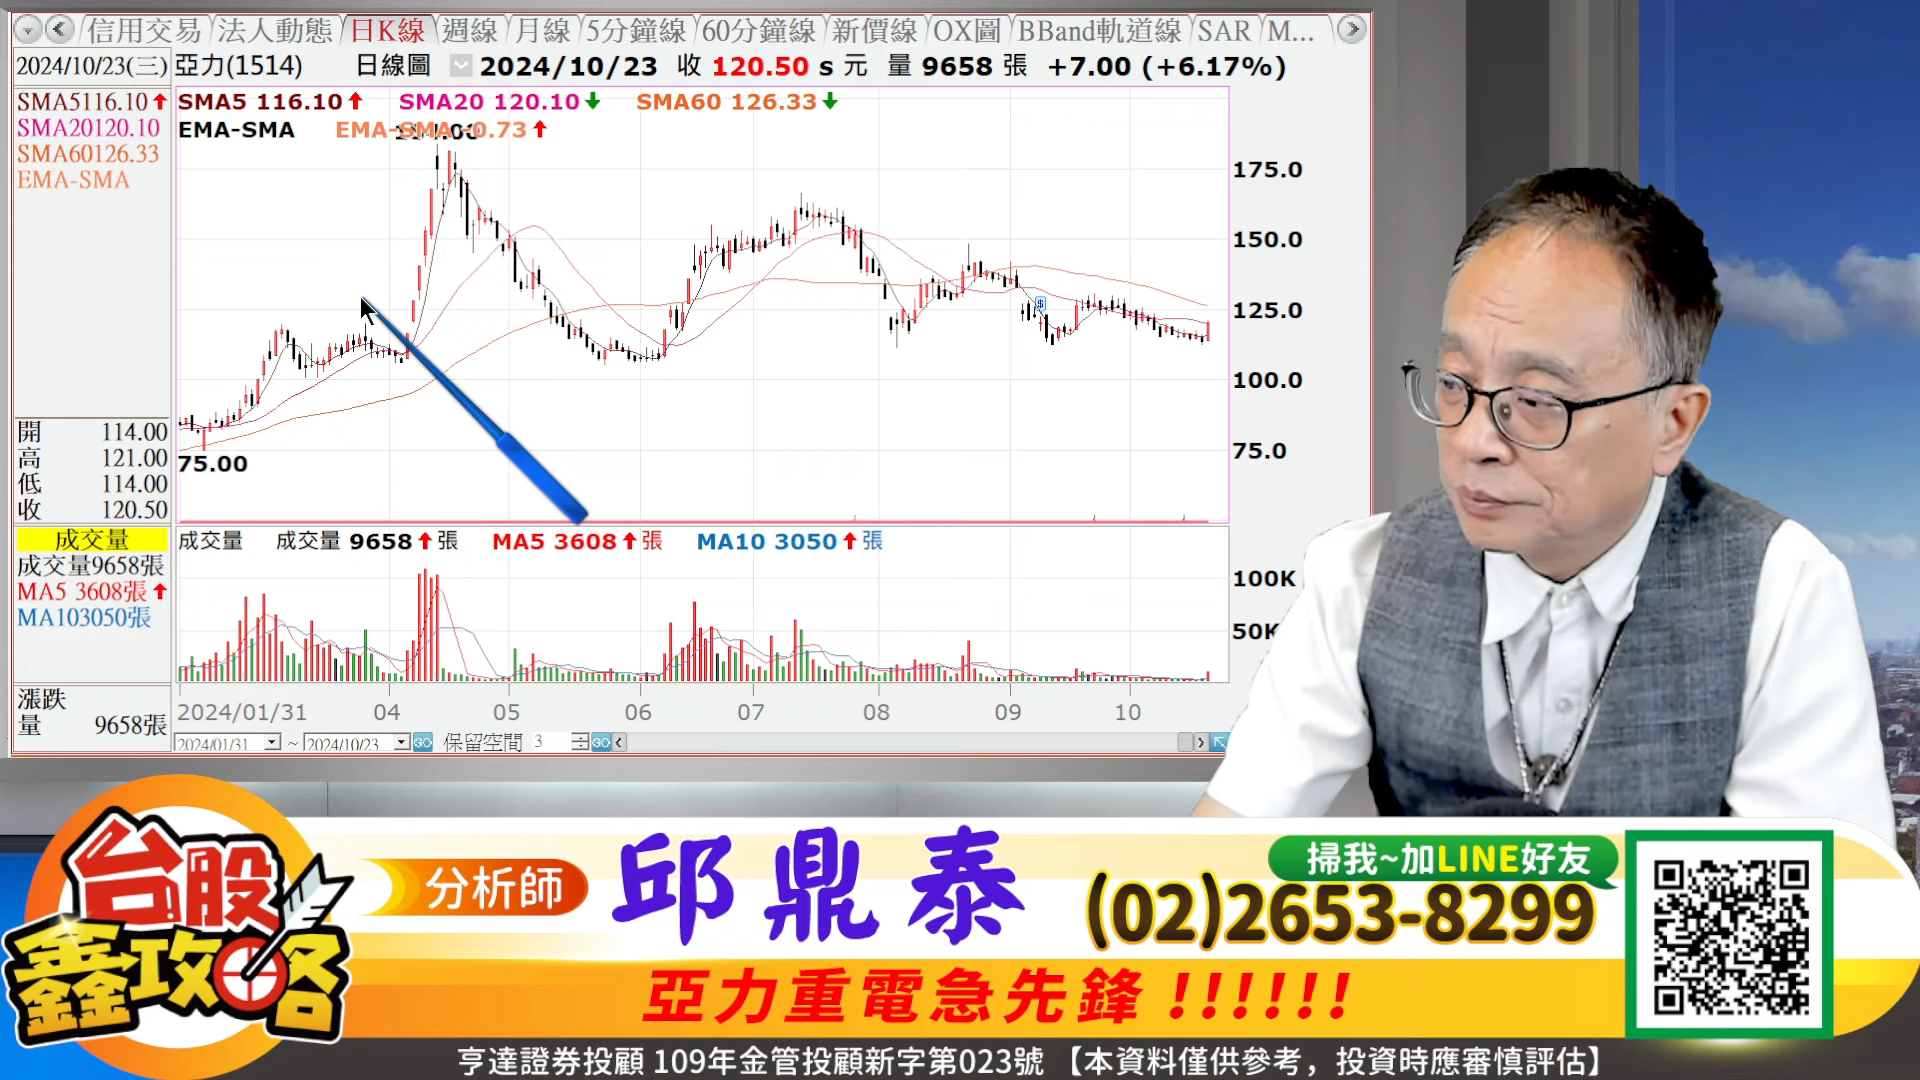 信用交易 法人動態 日K線 週線 月線 5分鐘線 60分鐘線 新價線 OX圖 BBand軌道線 SAR M...
2024/10/23(三) 亞力(1514) 日線圖 2024/10/23 收 120.50 s 元 量 9658 張 +7.00 (+6.17%)
SMA5116.10
SMA20120.10
SMA60126.33
EMA-SMA
SMA5 116.10 SMA20 120.10 SMA60 126.33
EMA-SMA EMA-SMA -0.73
175.0
150.0
125.0
100.0
75.0
75.00
開 114.00
高 121.00
低 114.00
收 120.50
成交量
成交量9658張
MA5 3608張
MA103050張
成交量 成交量 9658 張 MA5 3608 張 MA10 3050 張
100K
50K
漲跌
量 9658張
2024/01/31 04 05 06 07 08 09 10
2024/01/31 ~ 2024/10/23 GO 保留空間 3 GO
台股
鑫攻略
分析師 邱鼎泰
掃我~加LINE好友
(02)2653-8299
亞力重電急先鋒!!!!!!
亨達證券投顧 109年金管投顧新字第023號 【本資料僅供參考，投資時應審慎評估】